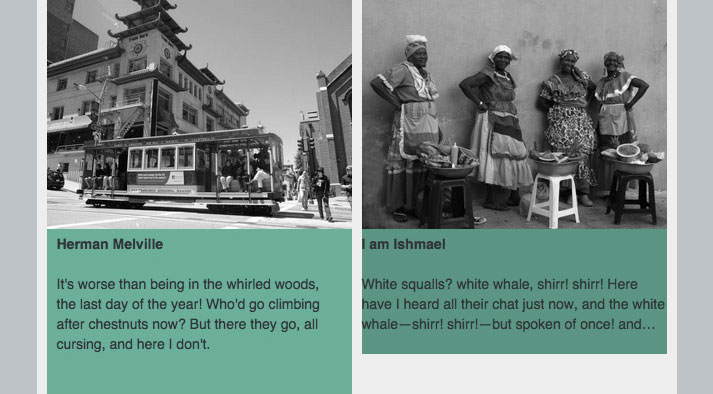 Herman Melville
It's worse than being in the whirled woods,
the last day of the year! Who'd go climbing
after chestnuts now? But there they go, all
cursing, and here I don't.
I am Ishmael
White squalls? white whale, shirr! shirr! Here
have I heard all their chat just now, and the white
whale—shirr! shirr!—but spoken of once! and…